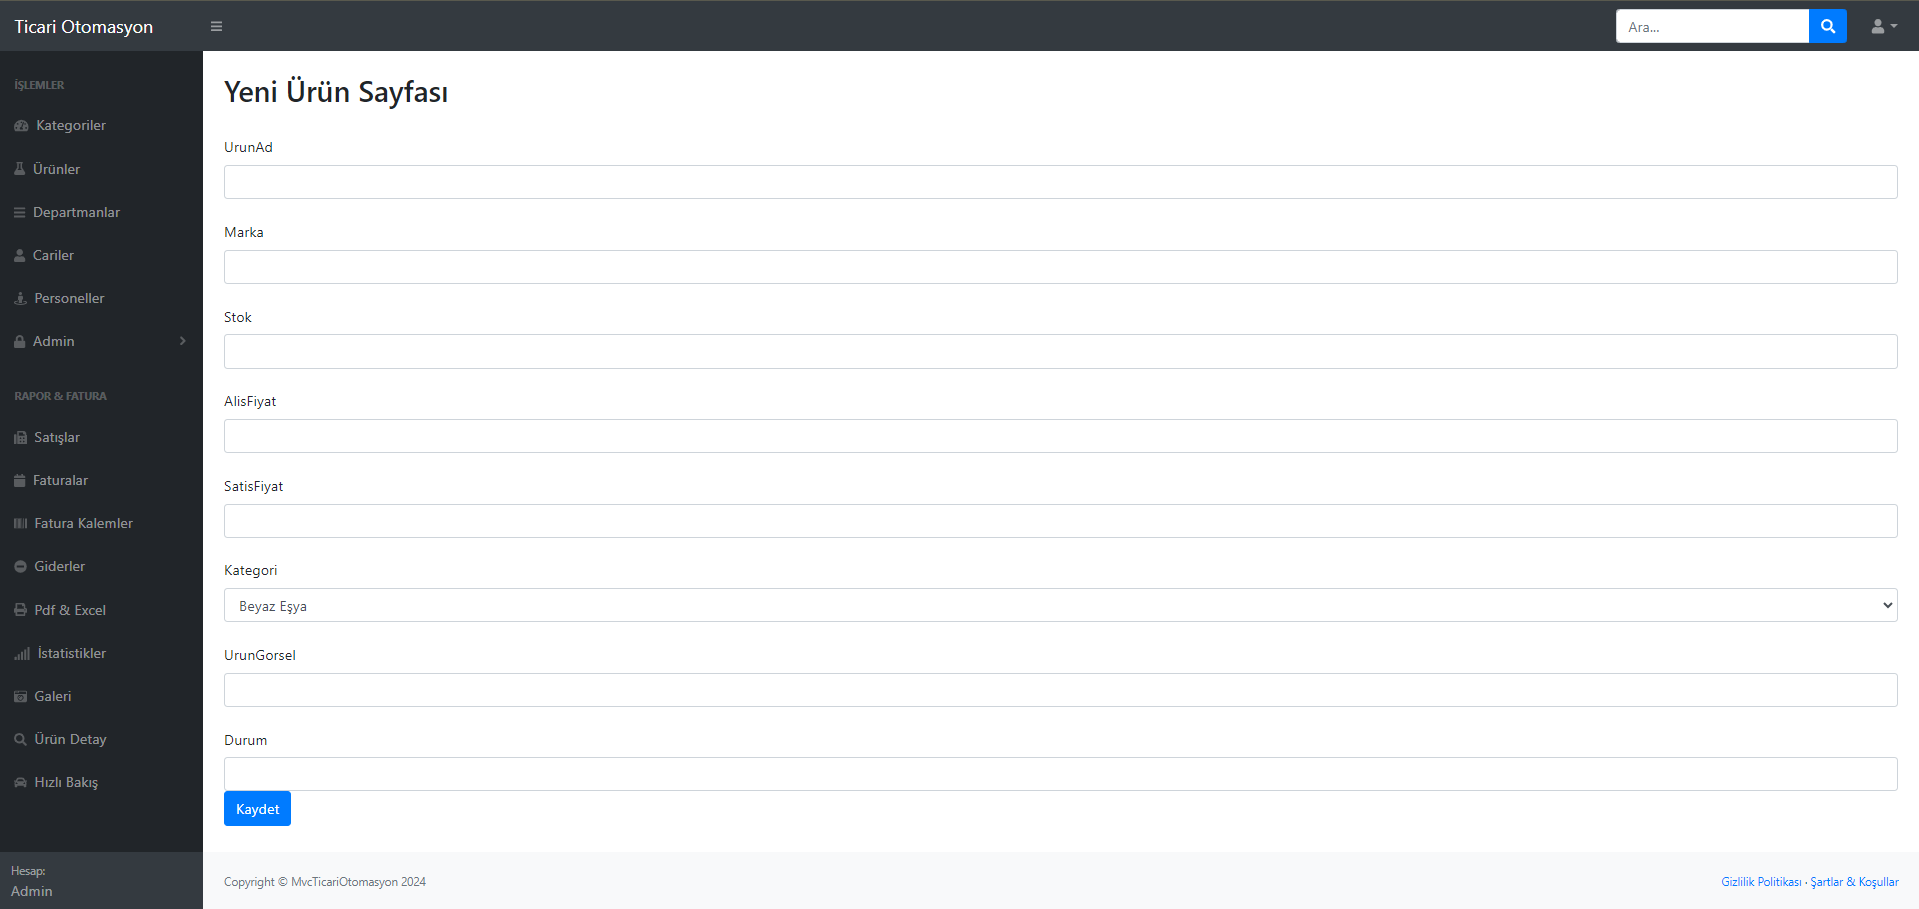 Ticari Otomasyon
Ara...
İŞLEMLER
Kategoriler
Ürünler
Departmanlar
Cariler
Personeller
Admin
RAPOR & FATURA
Satışlar
Faturalar
Fatura Kalemler
Giderler
Pdf & Excel
İstatistikler
Galeri
Ürün Detay
Hızlı Bakış
Hesap:
Admin
Yeni Ürün Sayfası
UrunAd
Marka
Stok
AlisFiyat
SatisFiyat
Kategori
Beyaz Eşya
UrunGorsel
Durum
Kaydet
Copyright © MvcTicariOtomasyon 2024
Gizlilik Politikası · Şartlar & Koşullar